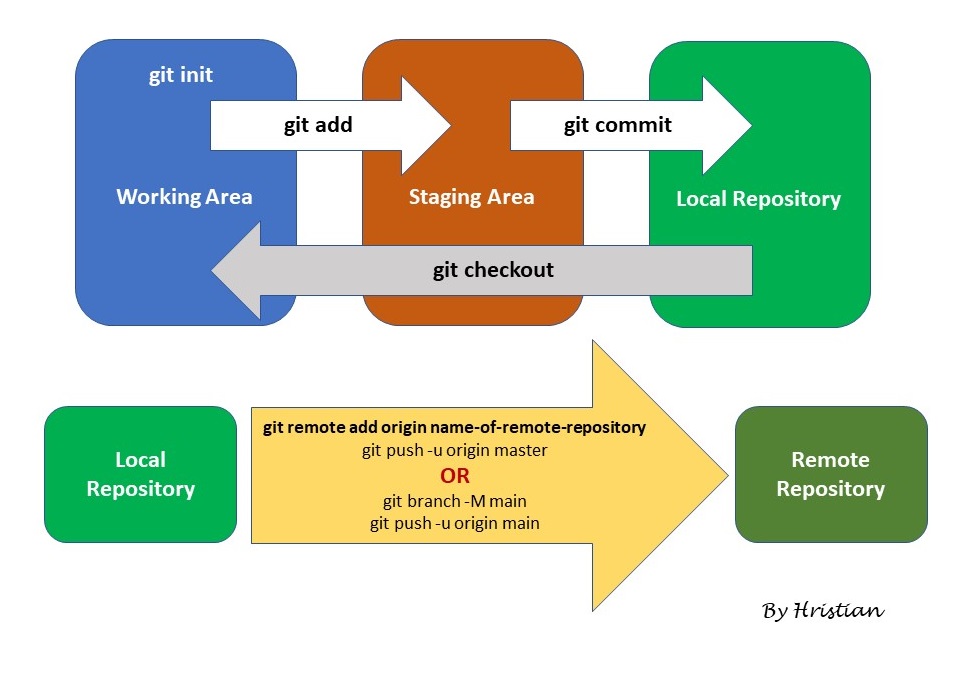 git init
git add
git commit
Working Area
Staging Area
Local Repository
git checkout
git remote add origin name-of-remote-repository
git push -u origin master
OR
git branch -M main
git push -u origin main
Local
Repository
Remote
Repository
By Hristian